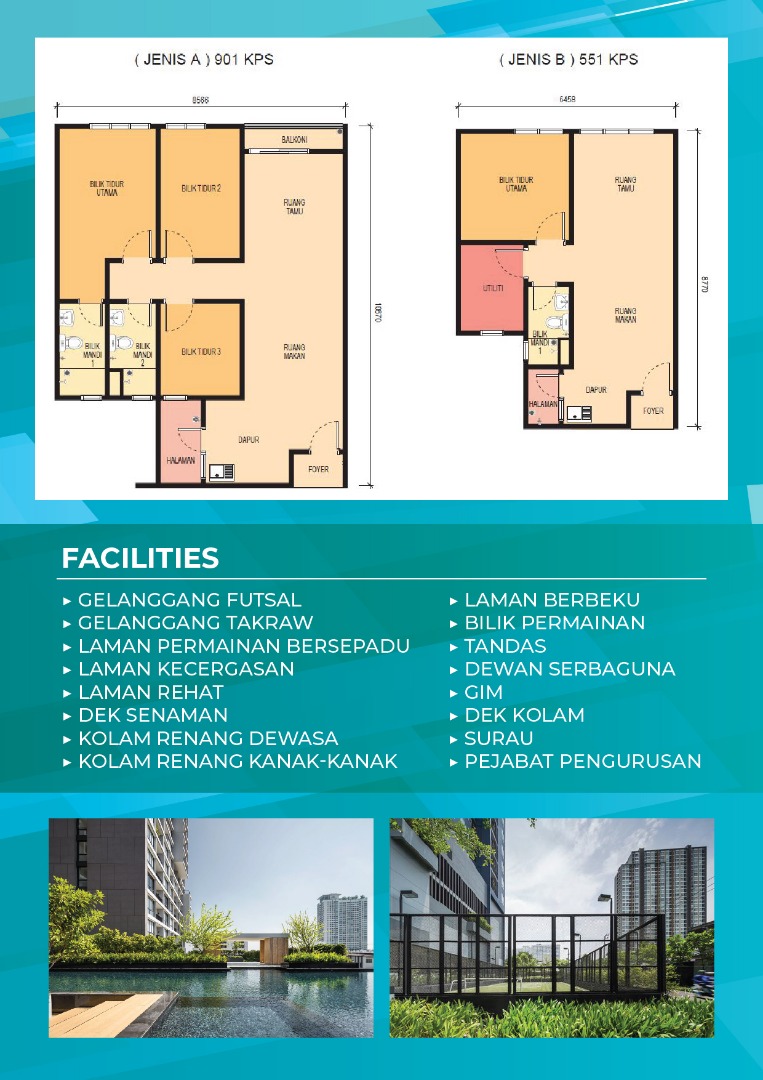 ( JENIS A ) 901 KPS
8566
BALKONI
BILIK TIDUR
UTAMA
BILIK TIDUR 2
RUANG
TAMU
10570
BILIK
MANDI
1
BILIK
MANDI
2
BILIK TIDUR 3
RUANG
MAKAN
DAPUR
HALAMAN
FOYER
( JENIS B ) 551 KPS
6458
BILIK TIDUR
UTAMA
RUANG
TAMU
8770
UTILITI
RUANG
MAKAN
BILIK
MANDI
1
DAPUR
HALAMAN
FOYER
FACILITIES
▸ GELANGGANG FUTSAL
▸ GELANGGANG TAKRAW
▸ LAMAN PERMAINAN BERSEPADU
▸ LAMAN KECERGASAN
▸ LAMAN REHAT
▸ DEK SENAMAN
▸ KOLAM RENANG DEWASA
▸ KOLAM RENANG KANAK-KANAK
▸ LAMAN BERBEKU
▸ BILIK PERMAINAN
▸ TANDAS
▸ DEWAN SERBAGUNA
▸ GIM
▸ DEK KOLAM
▸ SURAU
▸ PEJABAT PENGURUSAN